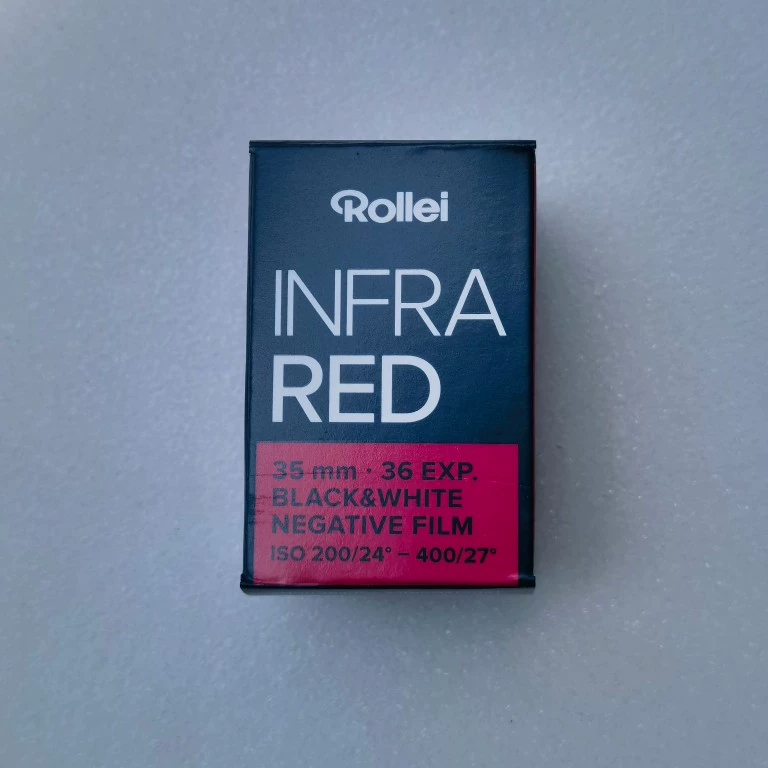 Rollei
INFRA
RED
35 mm · 36 EXP.
BLACK&WHITE
NEGATIVE FILM
ISO 200/24° – 400/27°